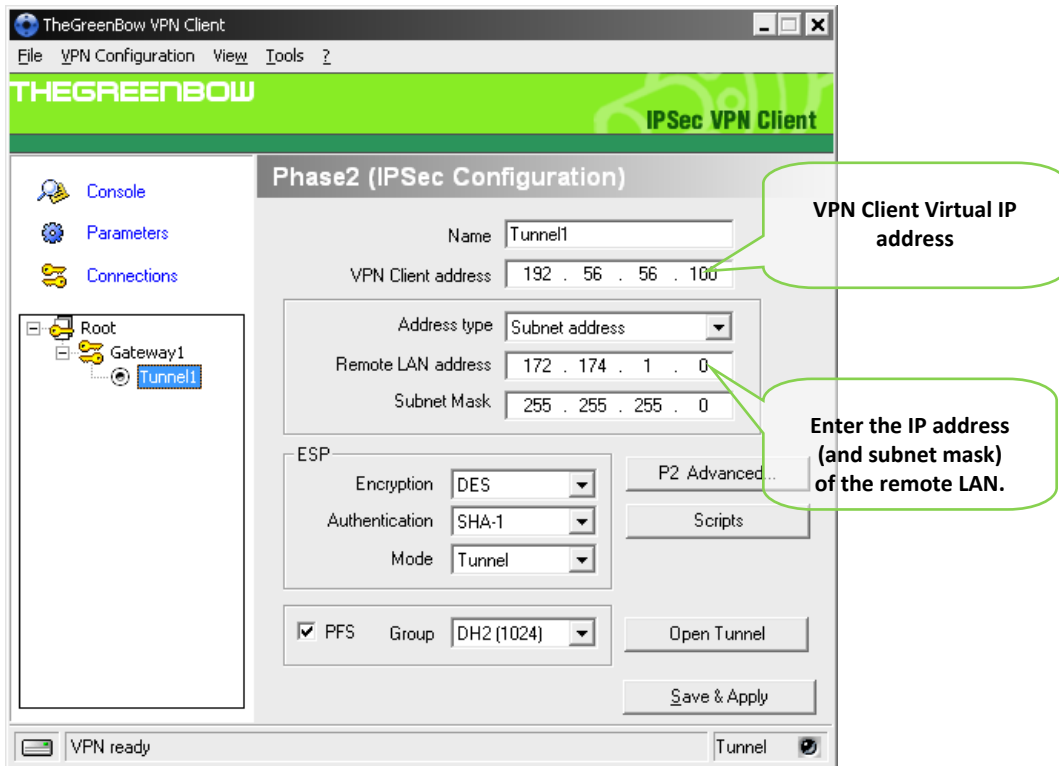 TheGreenBow VPN Client
File VPN Configuration View Tools ?
THEGREENBOW
IPSec VPN Client
Console
Parameters
Connections
Root
Gateway1
Tunnel1
Phase2 (IPSec Configuration)
Name Tunnel1
VPN Client address 192 . 56 . 56 . 100
Address type Subnet address
Remote LAN address 172 . 174 . 1 . 0
Subnet Mask 255 . 255 . 255 . 0
ESP
Encryption DES
Authentication SHA-1
Mode Tunnel
P2 Advanced...
Scripts
PFS Group DH2 (1024)
Open Tunnel
Save & Apply
VPN Client Virtual IP
address
Enter the IP address
(and subnet mask)
of the remote LAN.
VPN ready
Tunnel